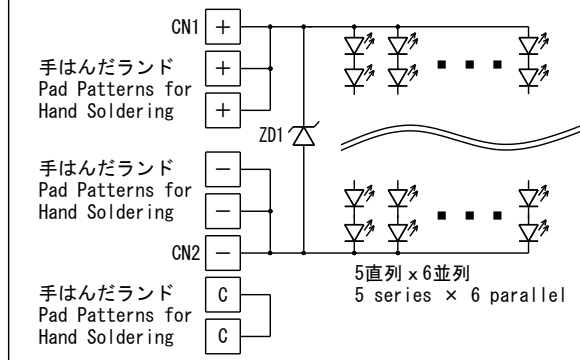 CN1 +
手はんだランド
Pad Patterns for
Hand Soldering
+
+
ZD1
手はんだランド
Pad Patterns for
Hand Soldering
−
−
CN2 −
5直列 x 6並列
5 series × 6 parallel
手はんだランド
Pad Patterns for
Hand Soldering
C
C